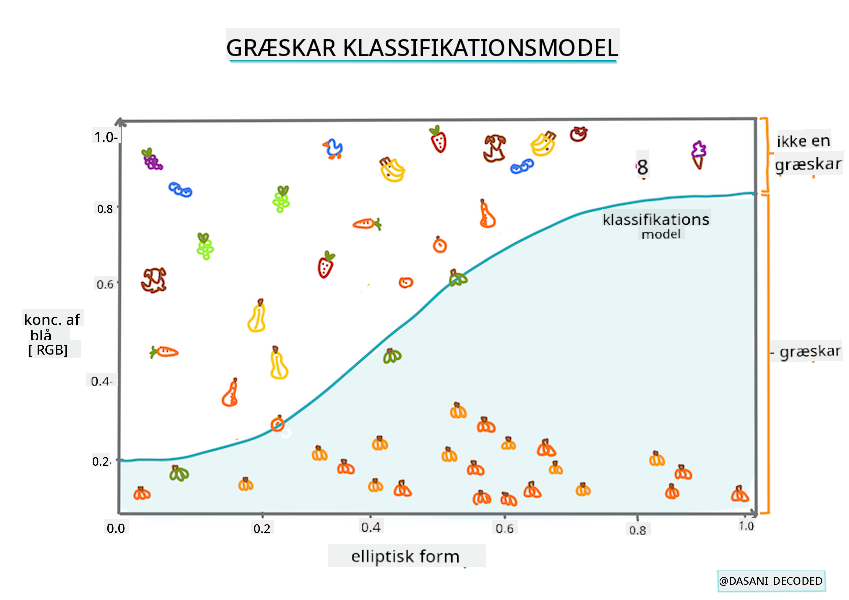 GRÆSKAR KLASSIFIKATIONSMODEL
1.0
0.8
0.6
0.4
0.2
konc. af
blå
[ RGB]
8
klassifikations
model
ikke en
græskar
græskar
0.0
0.2
0.4
0.6
0.8
1.0
elliptisk form
@DASANI DECODED